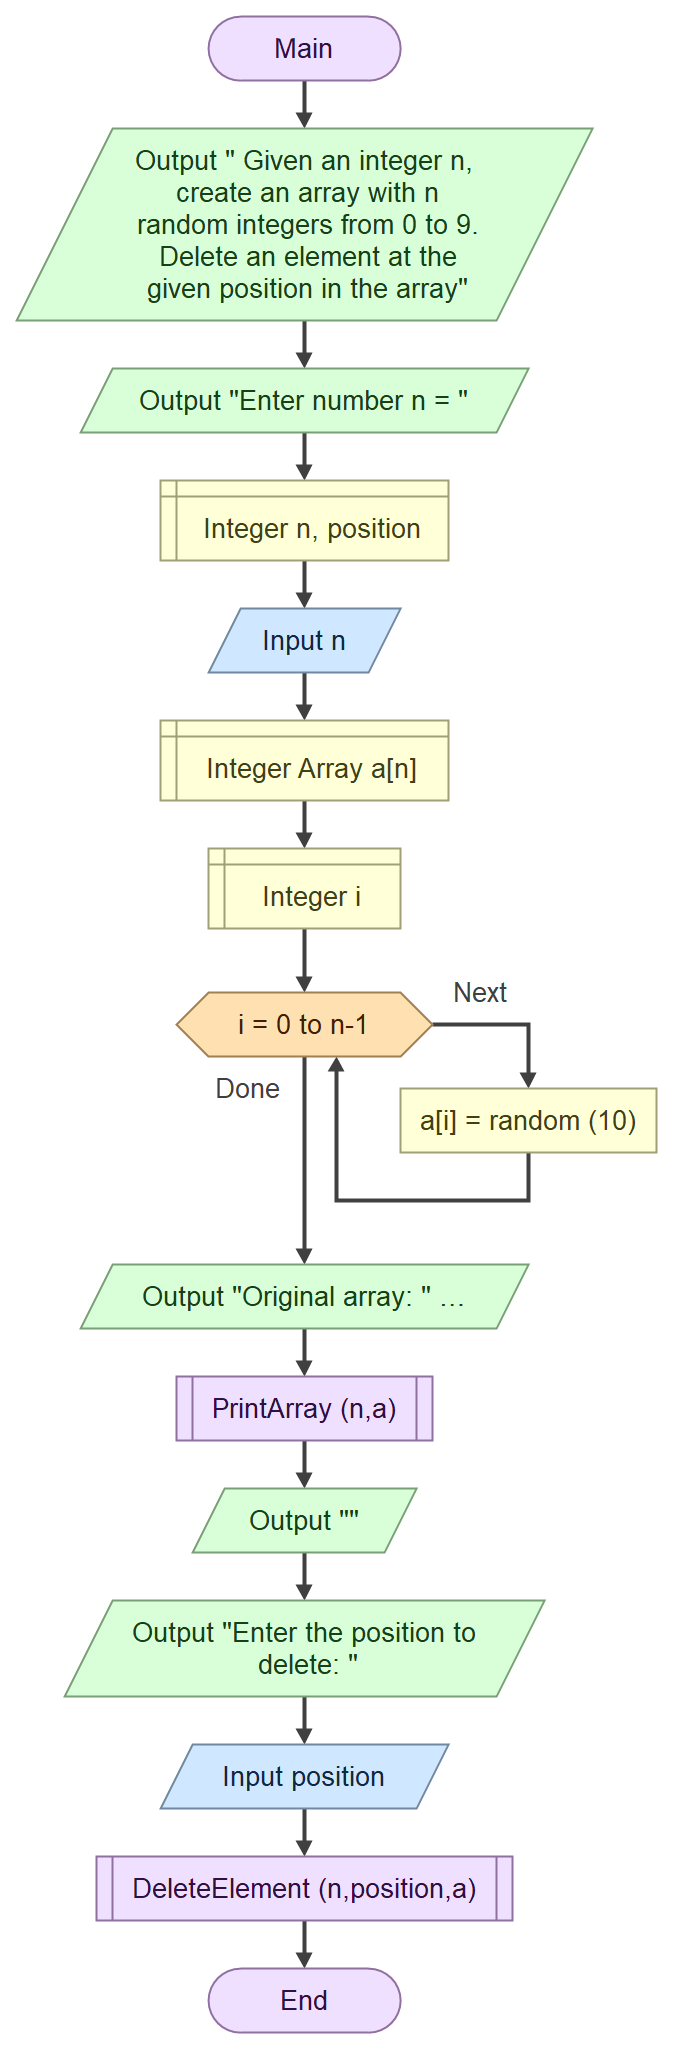 Main
Output " Given an integer n,
create an array with n
random integers from 0 to 9.
Delete an element at the
given position in the array"
Output "Enter number n = "
Integer n, position
Input n
Integer Array a[n]
Integer i
Next
i = 0 to n-1
Done
a[i] = random (10)
Output "Original array: " ...
PrintArray (n,a)
Output ""
Output "Enter the position to
delete: "
Input position
DeleteElement (n,position,a)
End